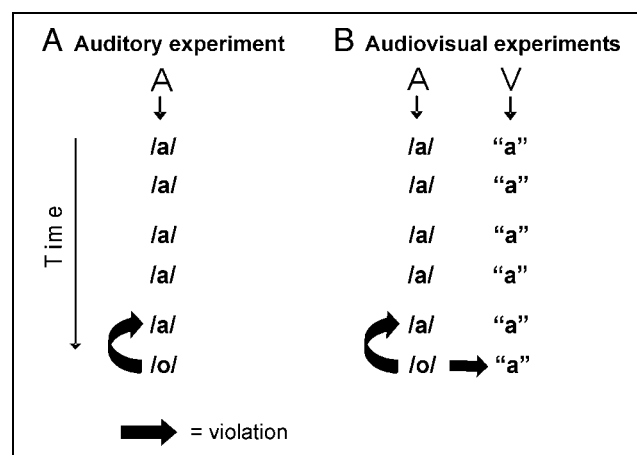 A Auditory experiment B Audiovisual experiments
A A V
/a/ /a/ “a”
/a/ /a/ “a”
/a/ /a/ “a”
/a/ /a/ “a”
/a/ /a/ “a”
/o/ /o/ “a”
Time
= violation